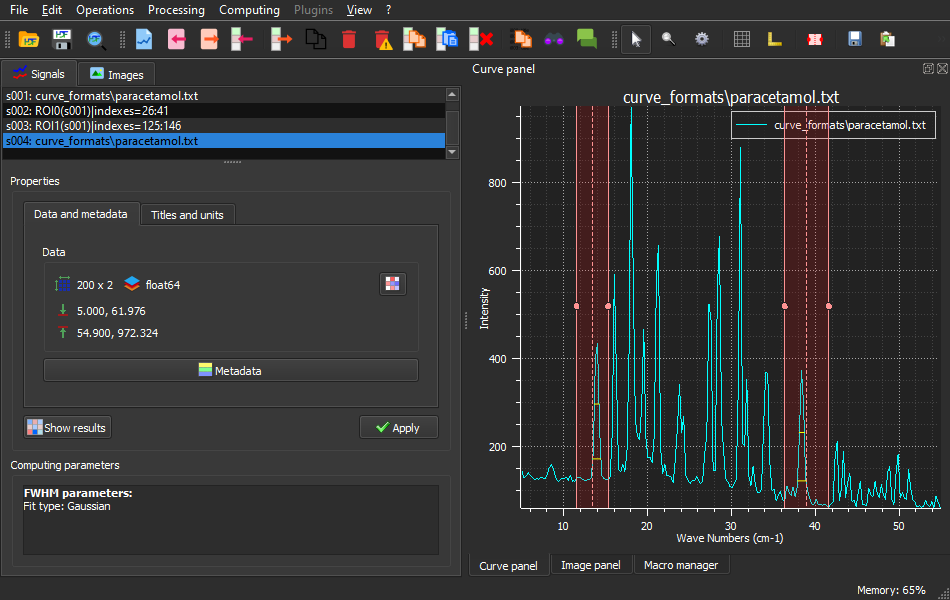 File Edit Operations Processing Computing Plugins View ?
Signals Images
s001: curve_formats\paracetamol.txt
s002: ROI0(s001)|indexes=26:41
s003: ROI1(s001)|indexes=125:146
s004: curve_formats\paracetamol.txt
Properties
Data and metadata Titles and units
Data
200 x 2 float64
5.000, 61.976
54.900, 972.324
Metadata
Show results Apply
Computing parameters
FWHM parameters:
Fit type: Gaussian
Curve panel
curve_formats\paracetamol.txt
curve_formats\paracetamol.txt
800
600
400
200
Intensity
10 20 30 40 50
Wave Numbers (cm-1)
Curve panel Image panel Macro manager
Memory: 65%